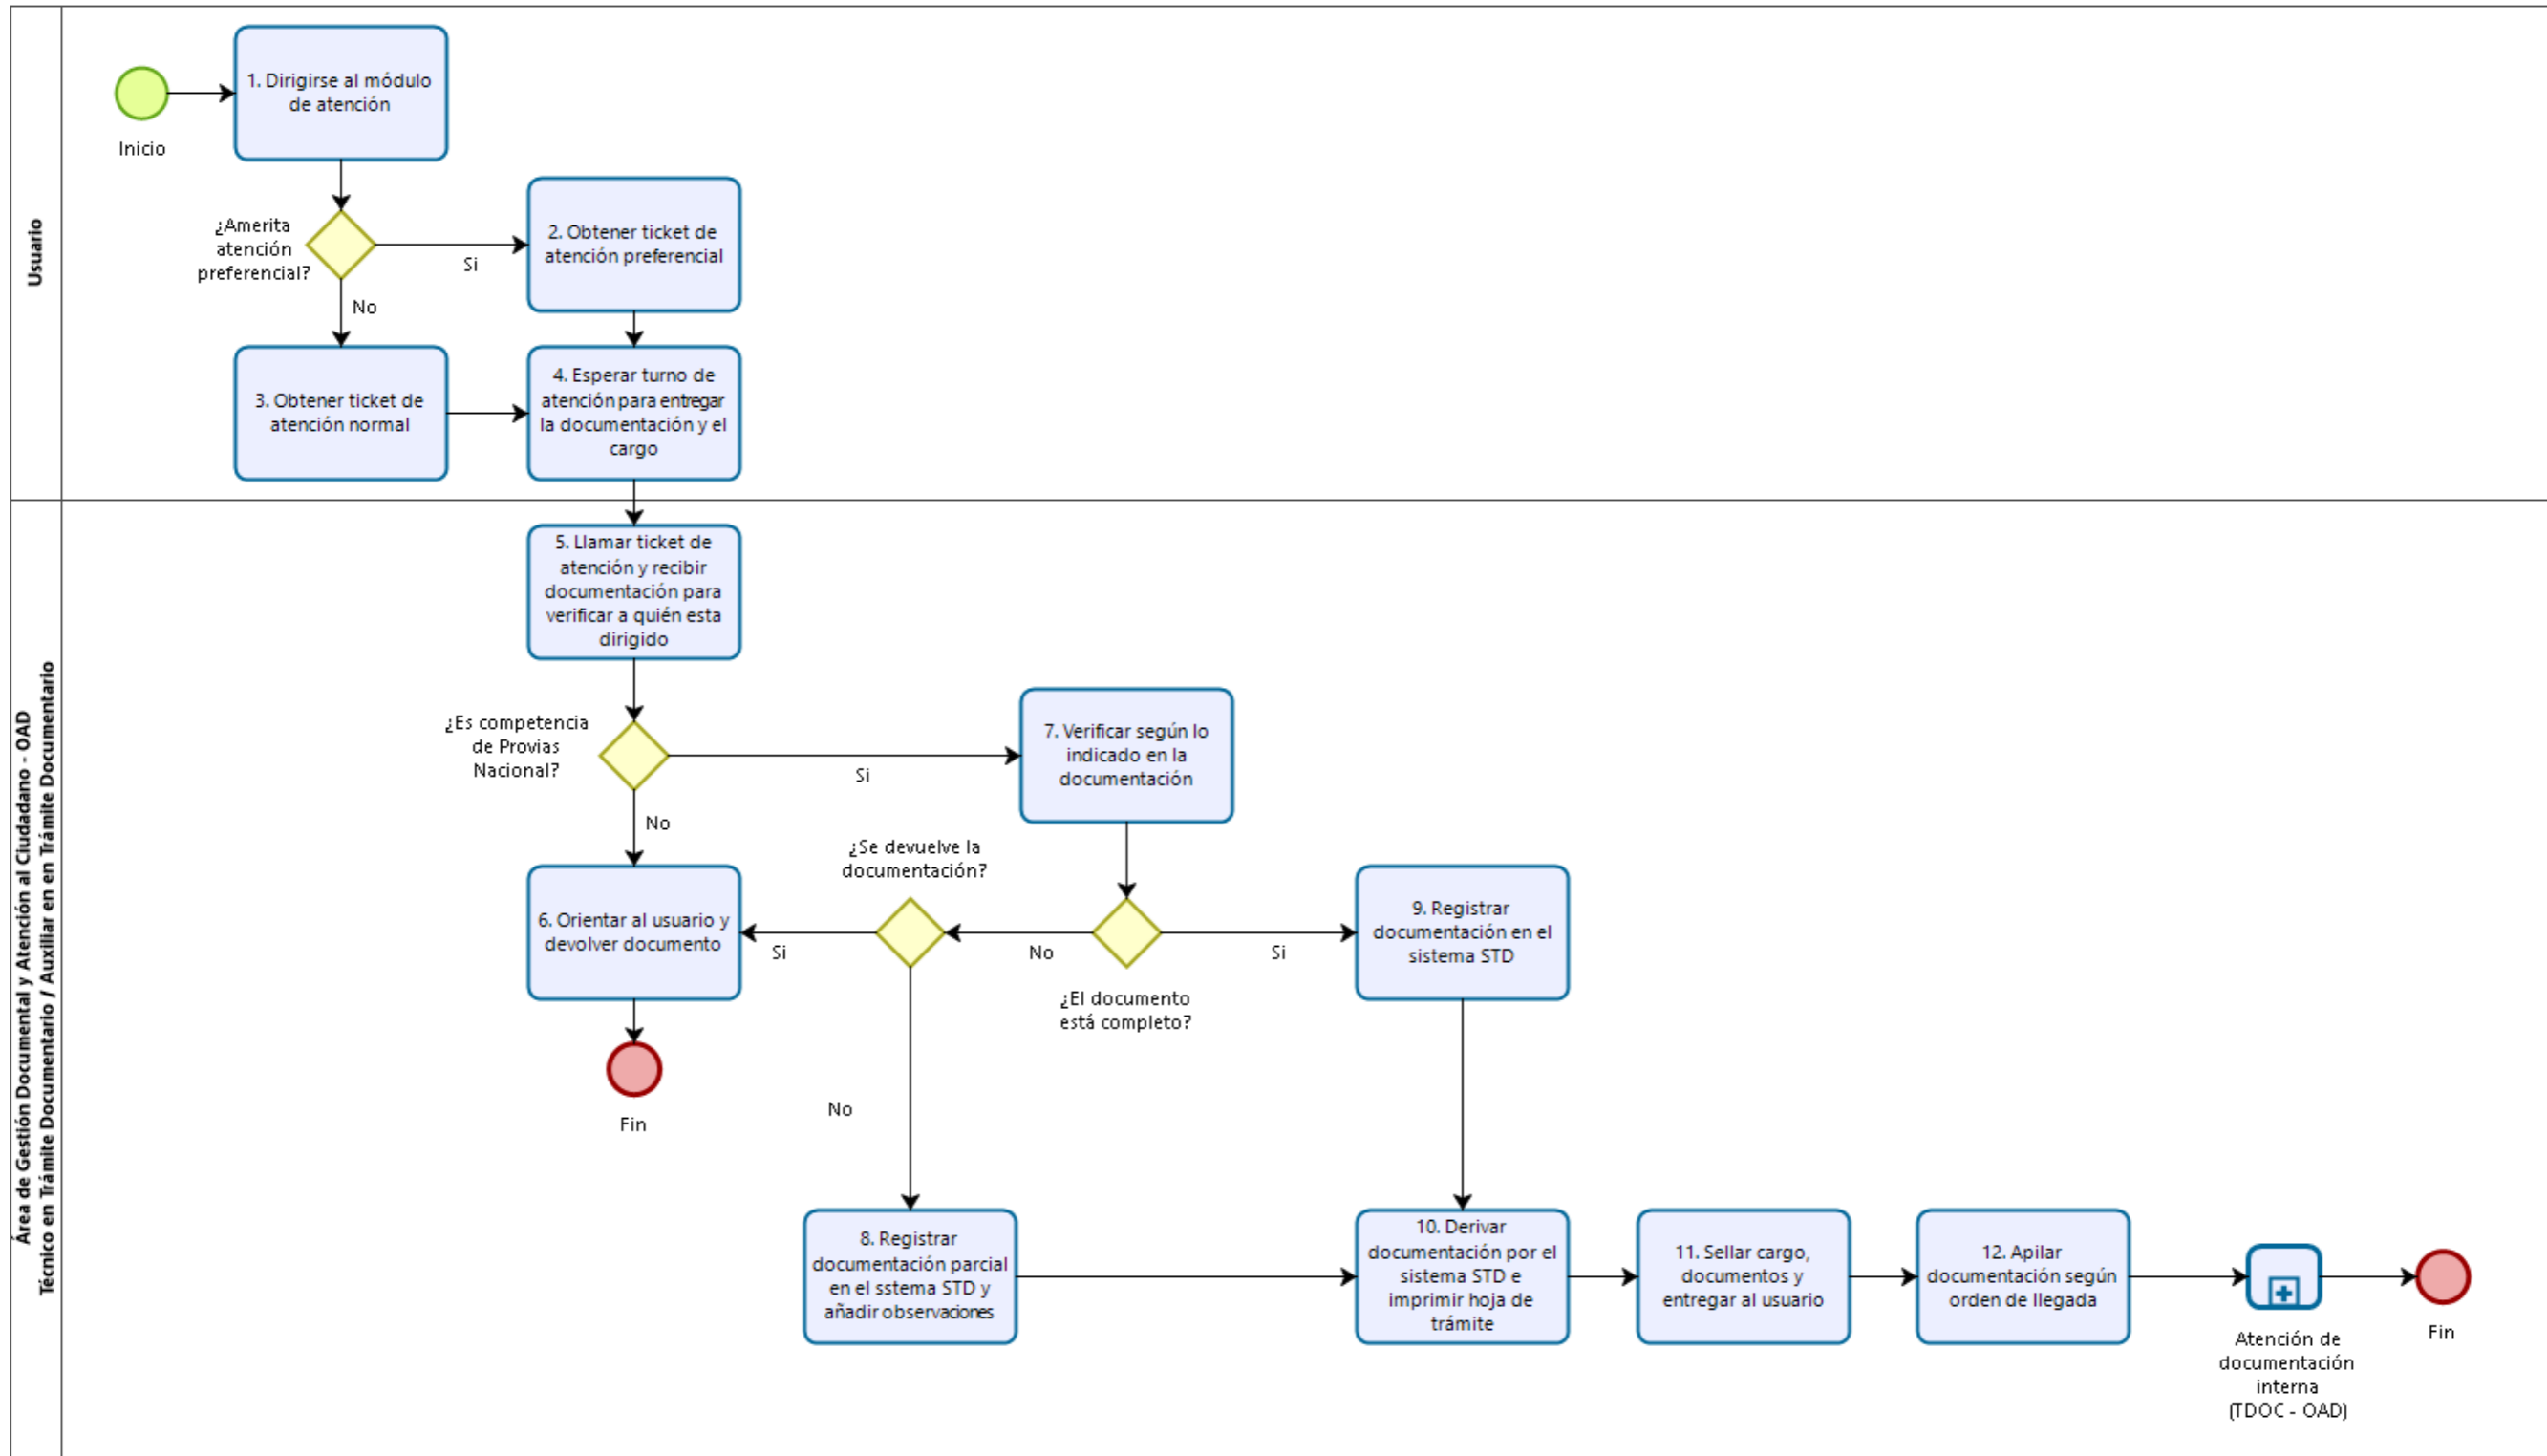 Usuario
Inicio
1. Dirigirse al módulo
de atención
¿Amerita
atención
preferencial?
Si
No
2. Obtener ticket de
atención preferencial
3. Obtener ticket de
atención normal
4. Esperar turno de
atención para entregar
la documentación y el
cargo
Área de Gestión Documental y Atención al Ciudadano - OAD
Técnico en Trámite Documentario / Auxiliar en en Trámite Documentario
5. Llamar ticket de
atención y recibir
documentación para
verificar a quién esta
dirigido
¿Es competencia
de Provias
Nacional?
Si
No
7. Verificar según lo
indicado en la
documentación
¿Se devuelve la
documentación?
6. Orientar al usuario y
devolver documento
Si
No
Si
¿El documento
está completo?
9. Registrar
documentación en el
sistema STD
Fin
No
8. Registrar
documentación parcial
en el sstema STD y
añadir observaciones
10. Derivar
documentación por el
sistema STD e
imprimir hoja de
trámite
11. Sellar cargo,
documentos y
entregar al usuario
12. Apilar
documentación según
orden de llegada
Atención de
documentación
interna
(TDOC - OAD)
Fin